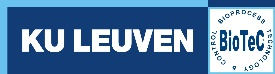 KU LEUVEN
BioTeC
BIOPROCESS TECHNOLOGY & CONTROL